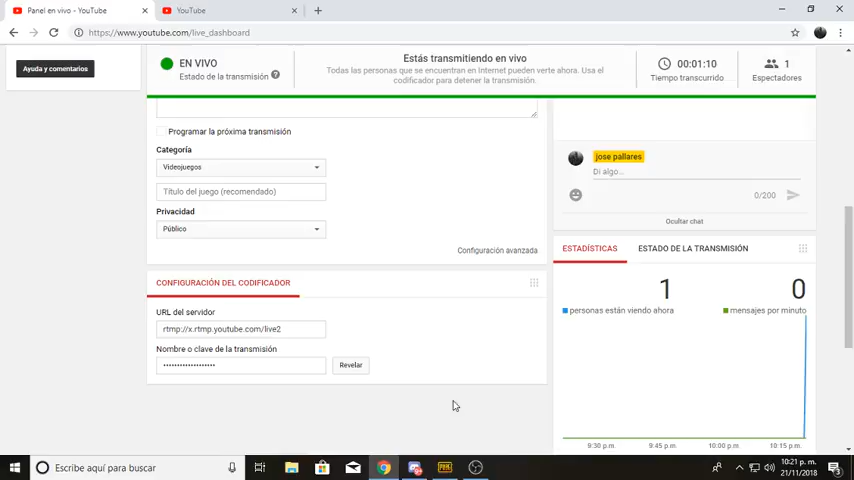 Panel en vivo - YouTube
YouTube
https://www.youtube.com/live_dashboard
Ayuda y comentarios
EN VIVO
Estado de la transmisión
Estás transmitiendo en vivo
Todas las personas que se encuentran en Internet pueden verte ahora. Usa el
codificador para detener la transmisión.
00:01:10
Tiempo transcurrido
1
Espectadores
Programar la próxima transmisión
Categoría
Videojuegos
Título del juego (recomendado)
Privacidad
Público
Configuración avanzada
CONFIGURACIÓN DEL CODIFICADOR
URL del servidor
rtmp://x.rtmp.youtube.com/live2
Nombre o clave de la transmisión
Revelar
jose pallares
Di algo...
0/200
Ocultar chat
ESTADÍSTICAS
ESTADO DE LA TRANSMISIÓN
1
0
personas están viendo ahora
mensajes por minuto
9:30 p.m.
9:45 p.m.
10:00 p.m.
10:15 p.m.
Escribe aquí para buscar
10:21 p.m.
21/11/2018
3